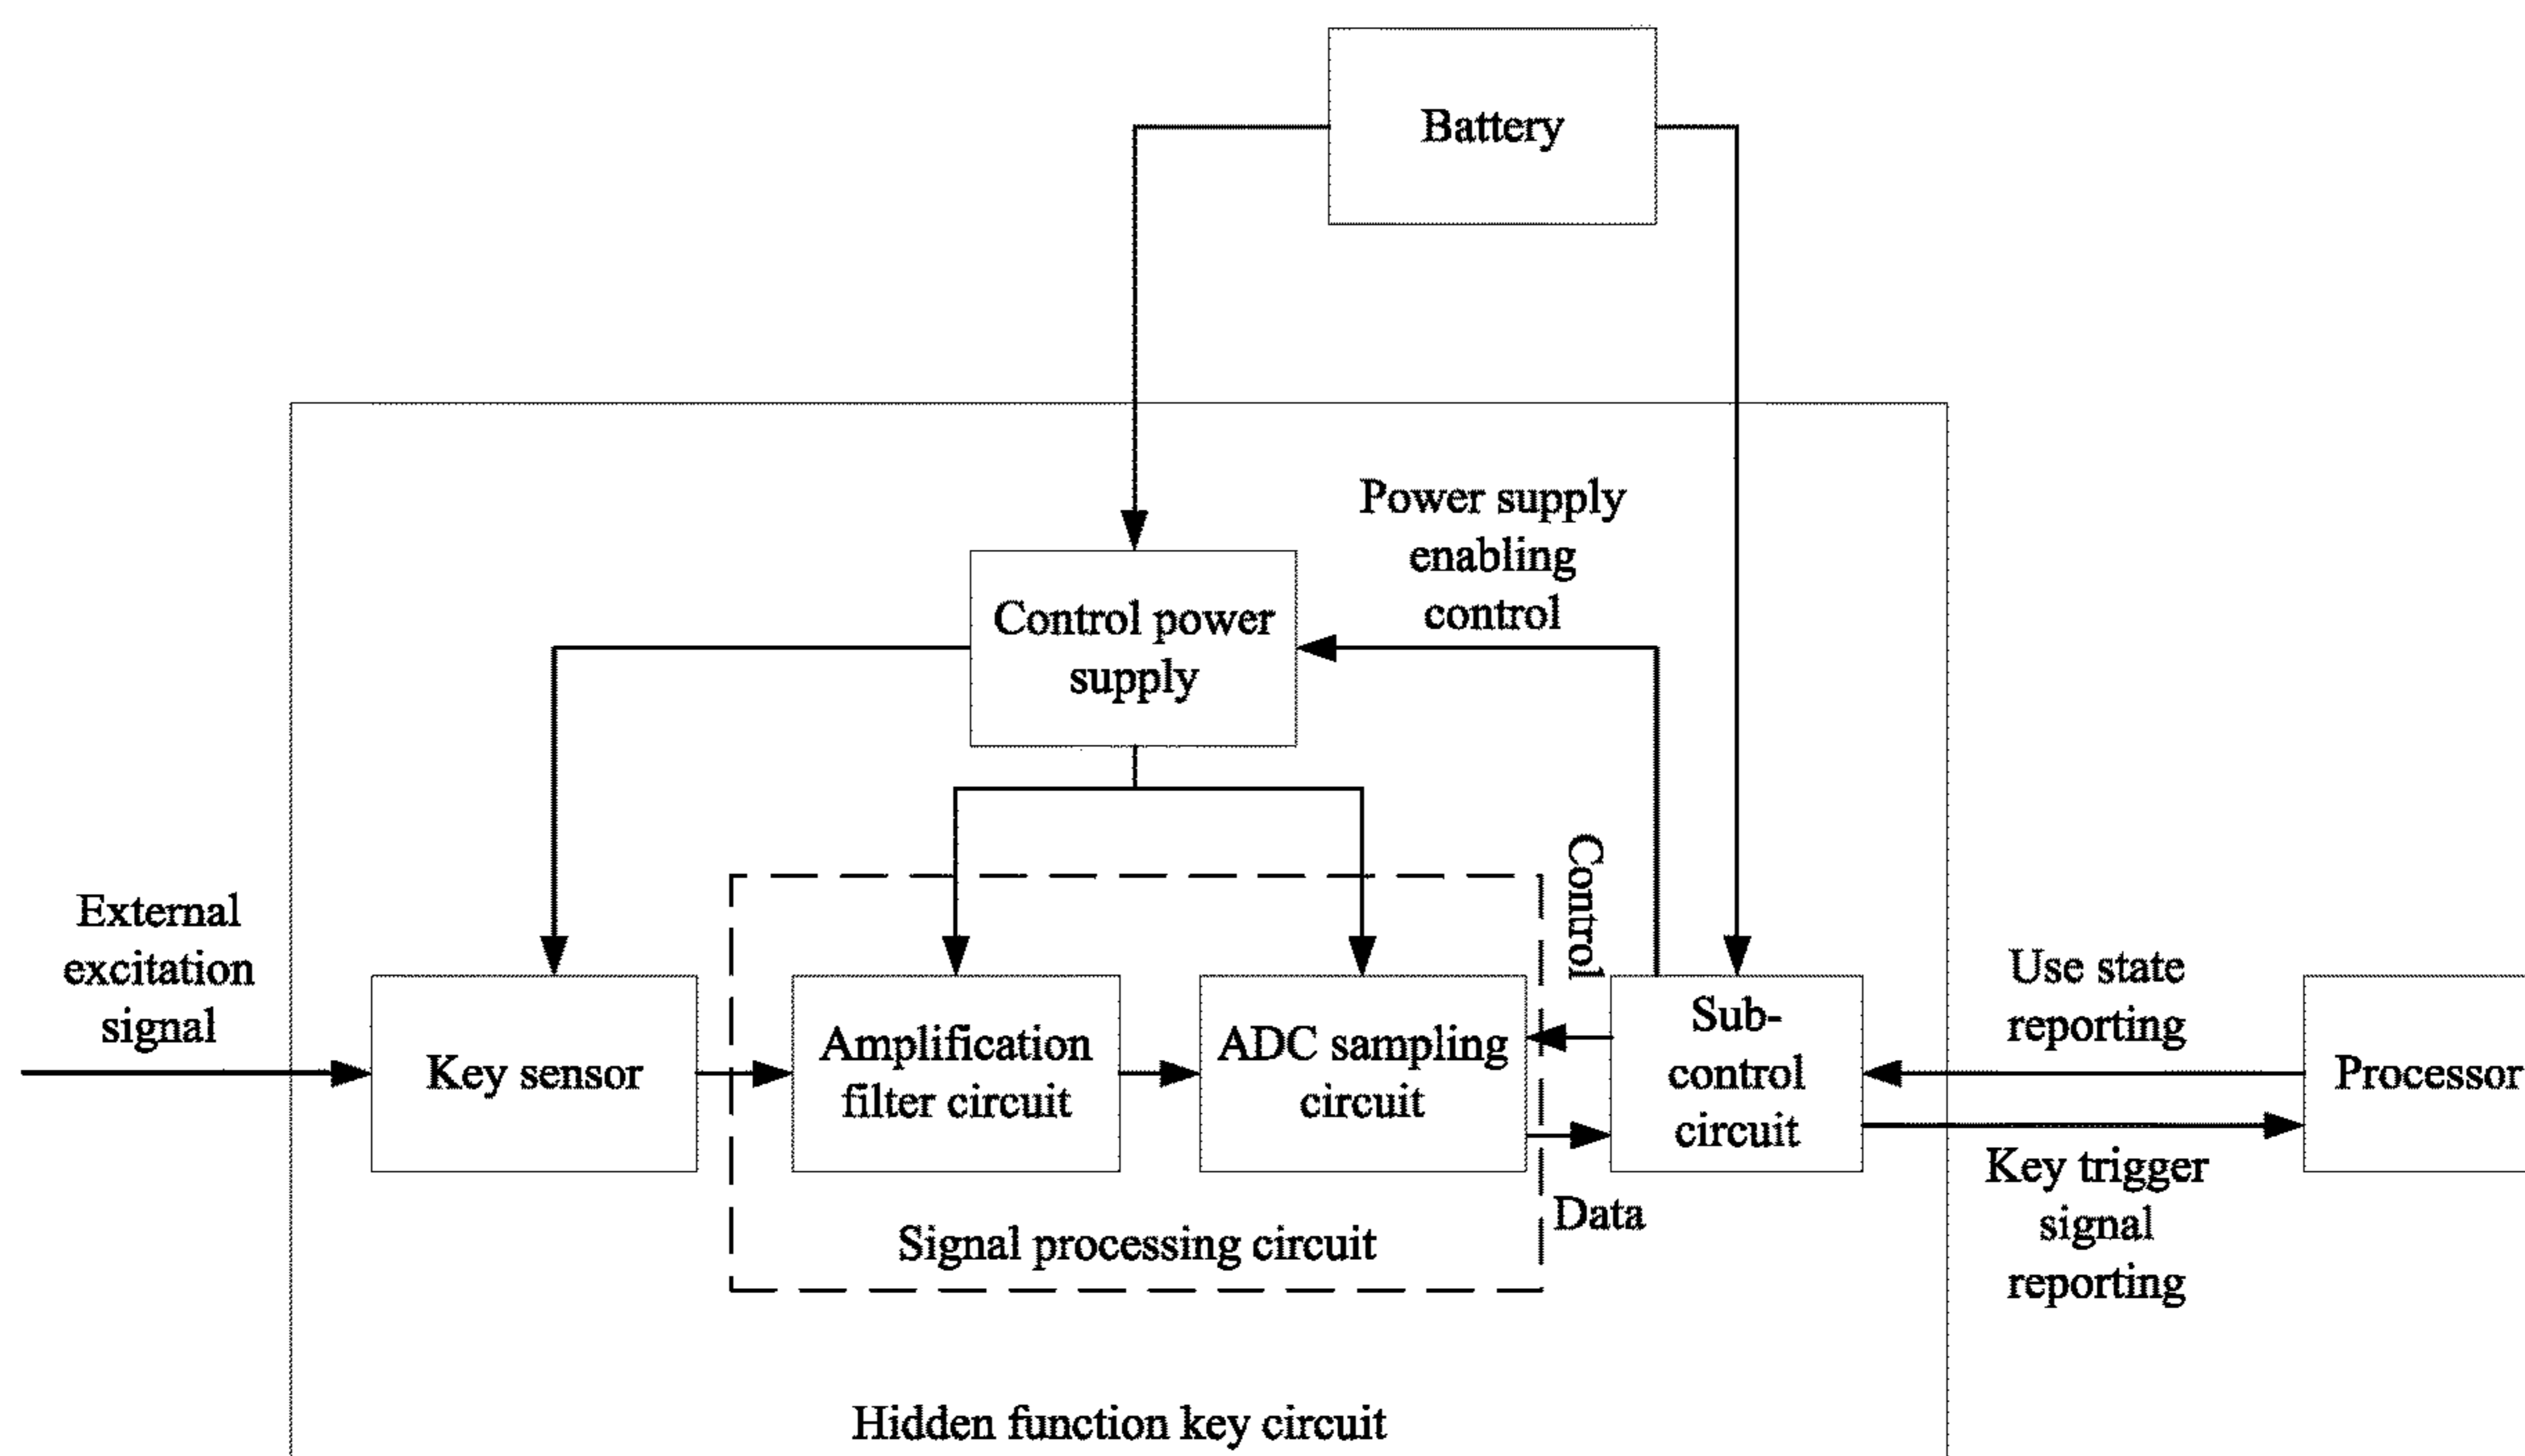 Battery
Power supply
enabling
control
Control power
supply
Control
External
excitation
signal
Key sensor
Amplification
filter circuit
ADC sampling
circuit
Sub-
control
circuit
Use state
reporting
Processor
Key trigger
signal
reporting
Data
Signal processing circuit
Hidden function key circuit